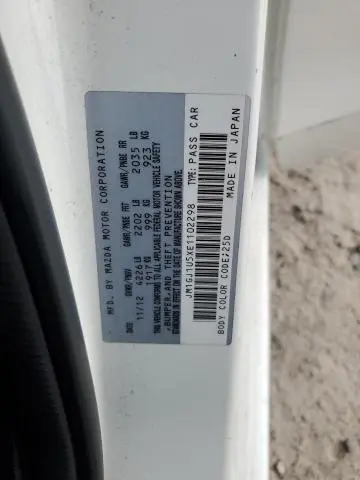 MFD. BY MAZDA MOTOR CORPORATION
GVWR/PNBV GAWR/PNBE FRT GAWR/PNBE RR
11/12 4226 LB 2202 LB 2035 LB
1917 KG 999 KG 923 KG
THIS VEHICLE CONFORMS TO ALL APPLICABLE FEDERAL MOTOR VEHICLE SAFETY
,BUMPER,AND THEFT PREVENTION
STANDARDS IN EFFECT ON THE DATE OF MANUFACTURE SHOWN ABOVE.
JM1GJ1U5XE1102298 TYPE: PASS CAR
BODY COLOR CODE:25D MADE IN JAPAN